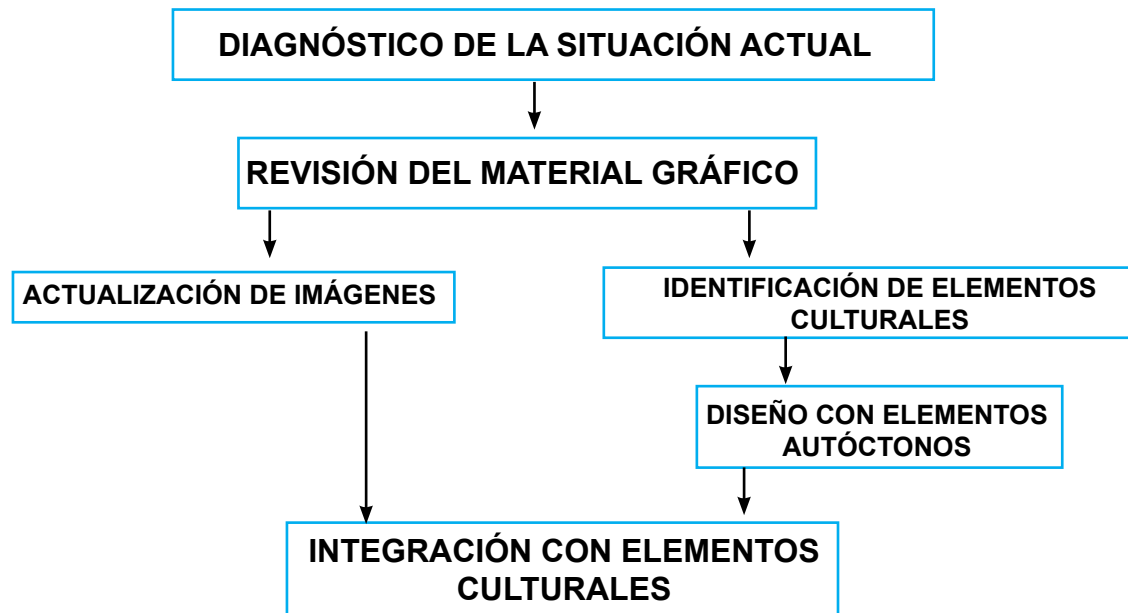 DIAGNÓSTICO DE LA SITUACIÓN ACTUAL
REVISIÓN DEL MATERIAL GRÁFICO
ACTUALIZACIÓN DE IMÁGENES
IDENTIFICACIÓN DE ELEMENTOS
CULTURALES
DISEÑO CON ELEMENTOS
AUTÓCTONOS
INTEGRACIÓN CON ELEMENTOS
CULTURALES